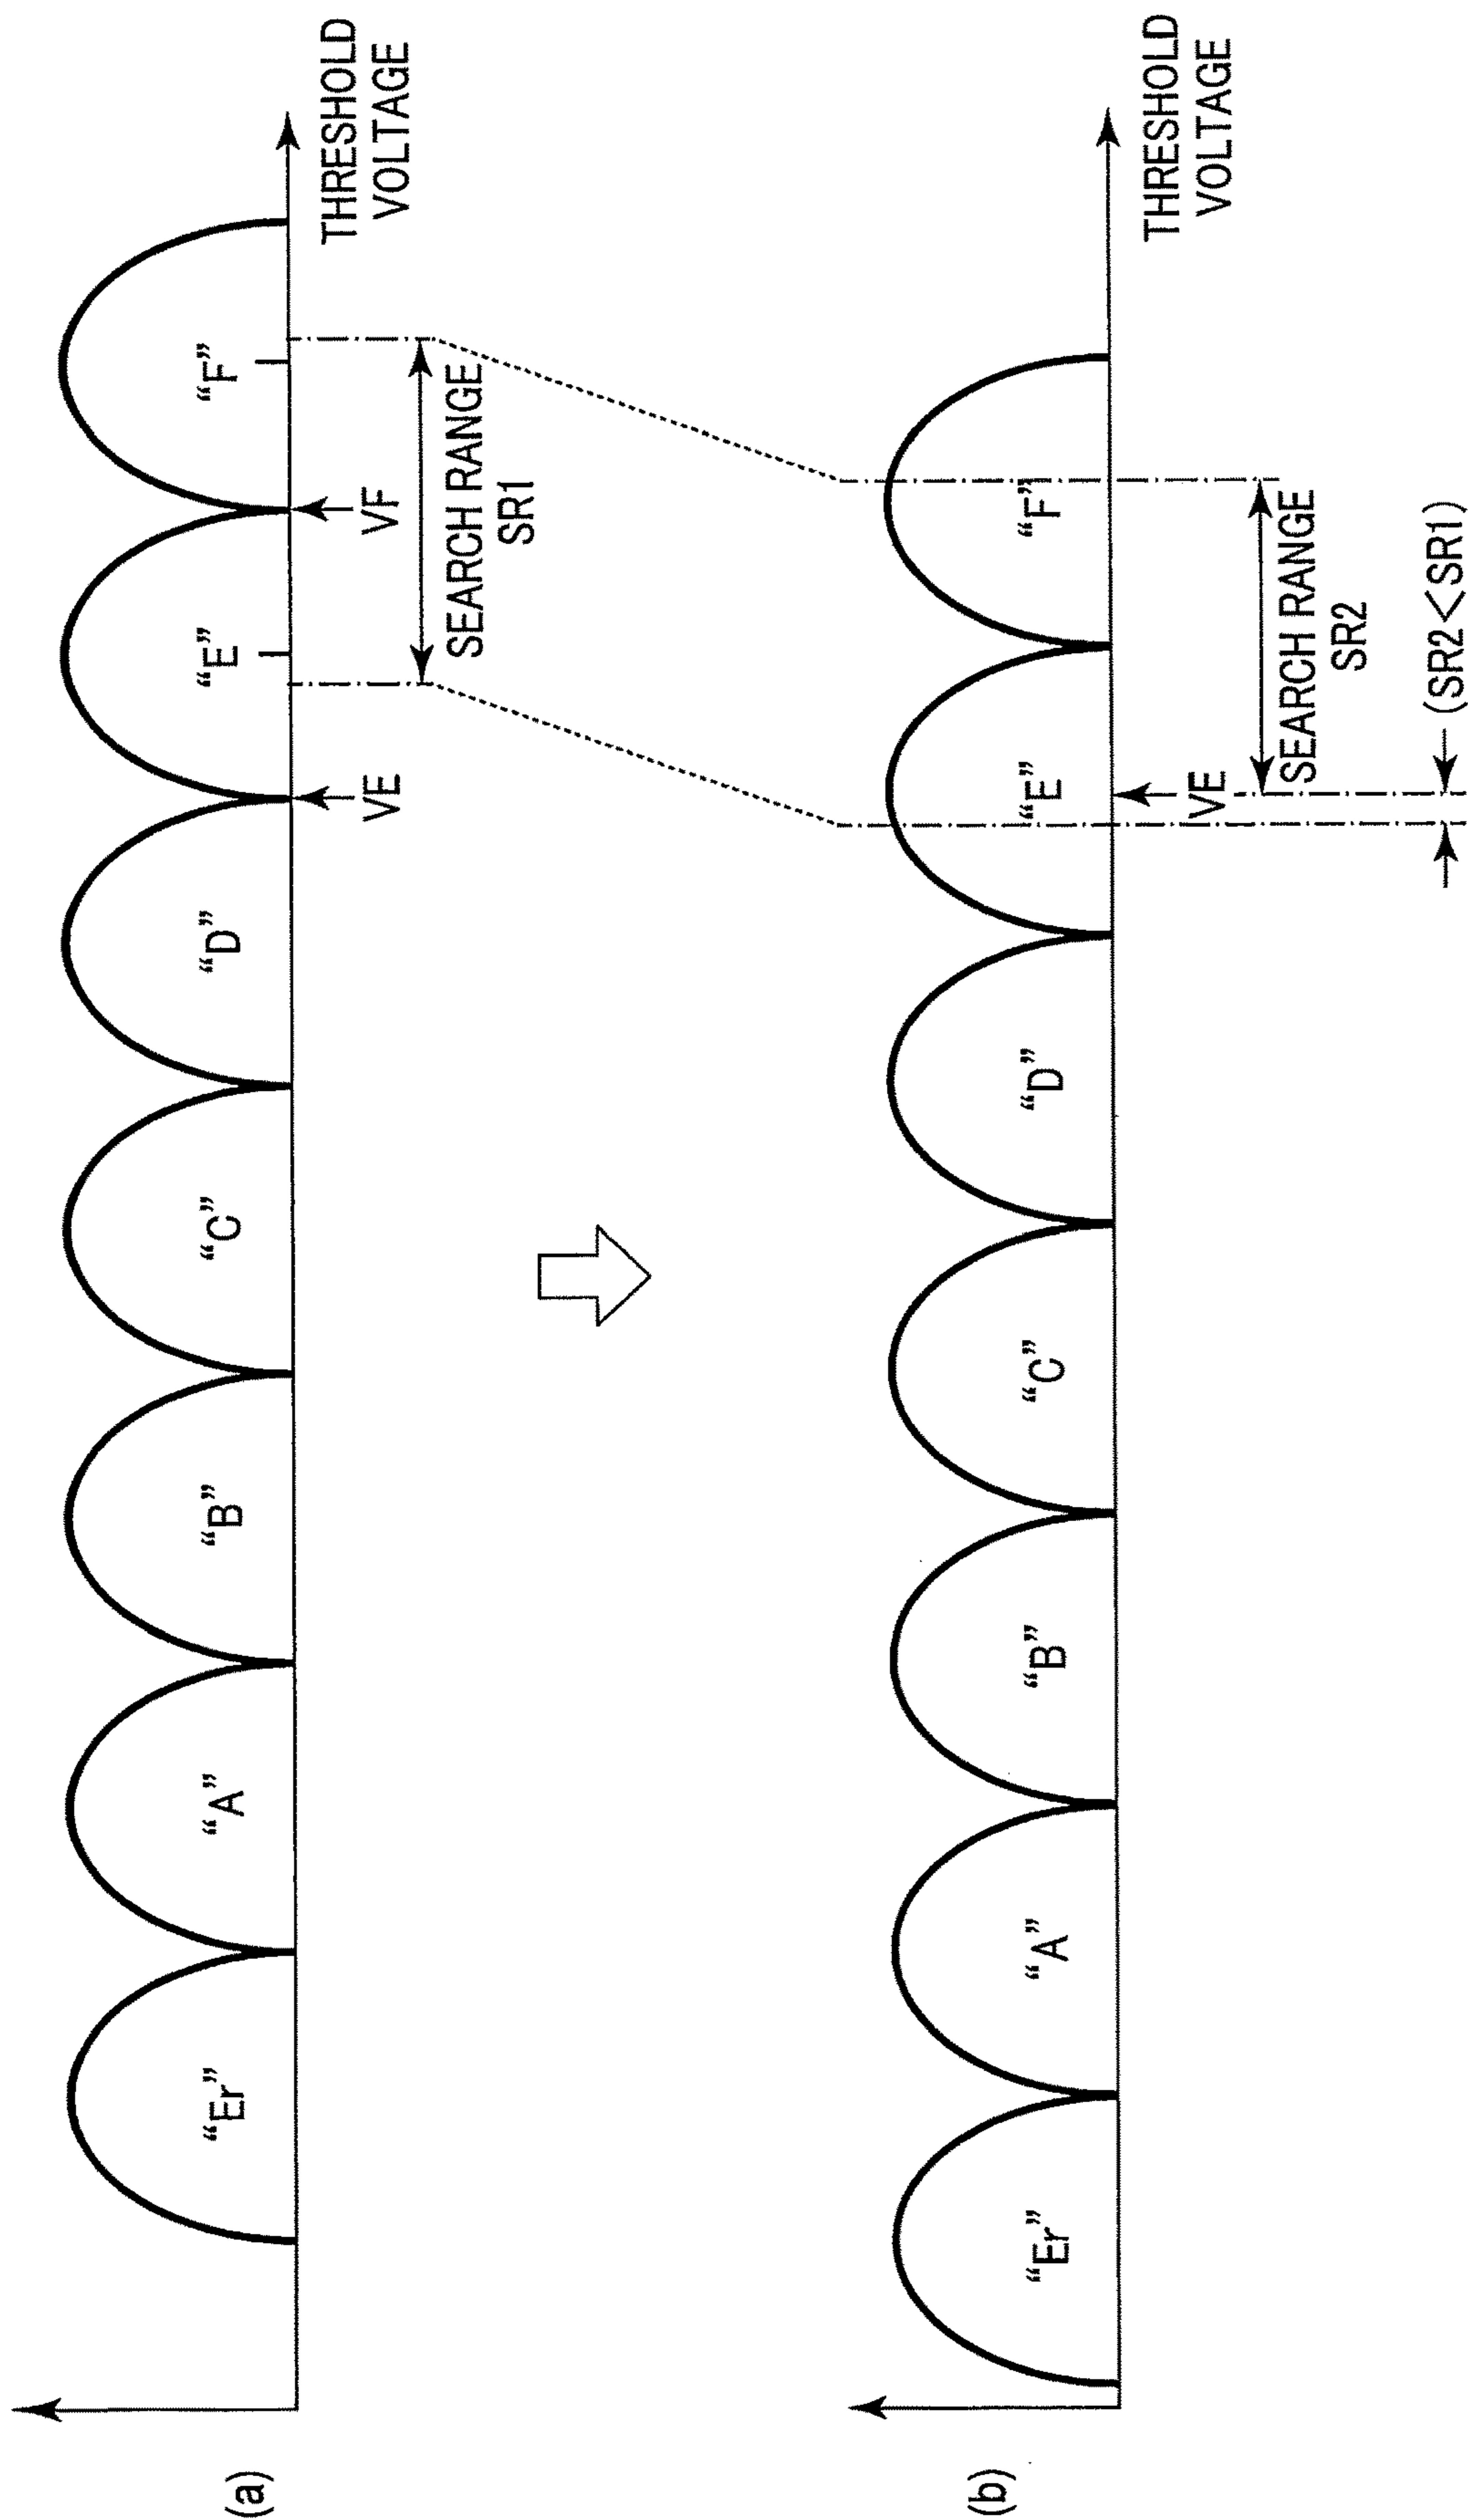 (a)
“Er”
“A”
“B”
“C”
“D”
“E”
“F”
VE
VF
THRESHOLD
VOLTAGE
SEARCH RANGE
SR1
(b)
“Er”
“A”
“B”
“C”
“D”
“E”
“F”
VE
THRESHOLD
VOLTAGE
SEARCH RANGE
SR2
(SR2<SR1)